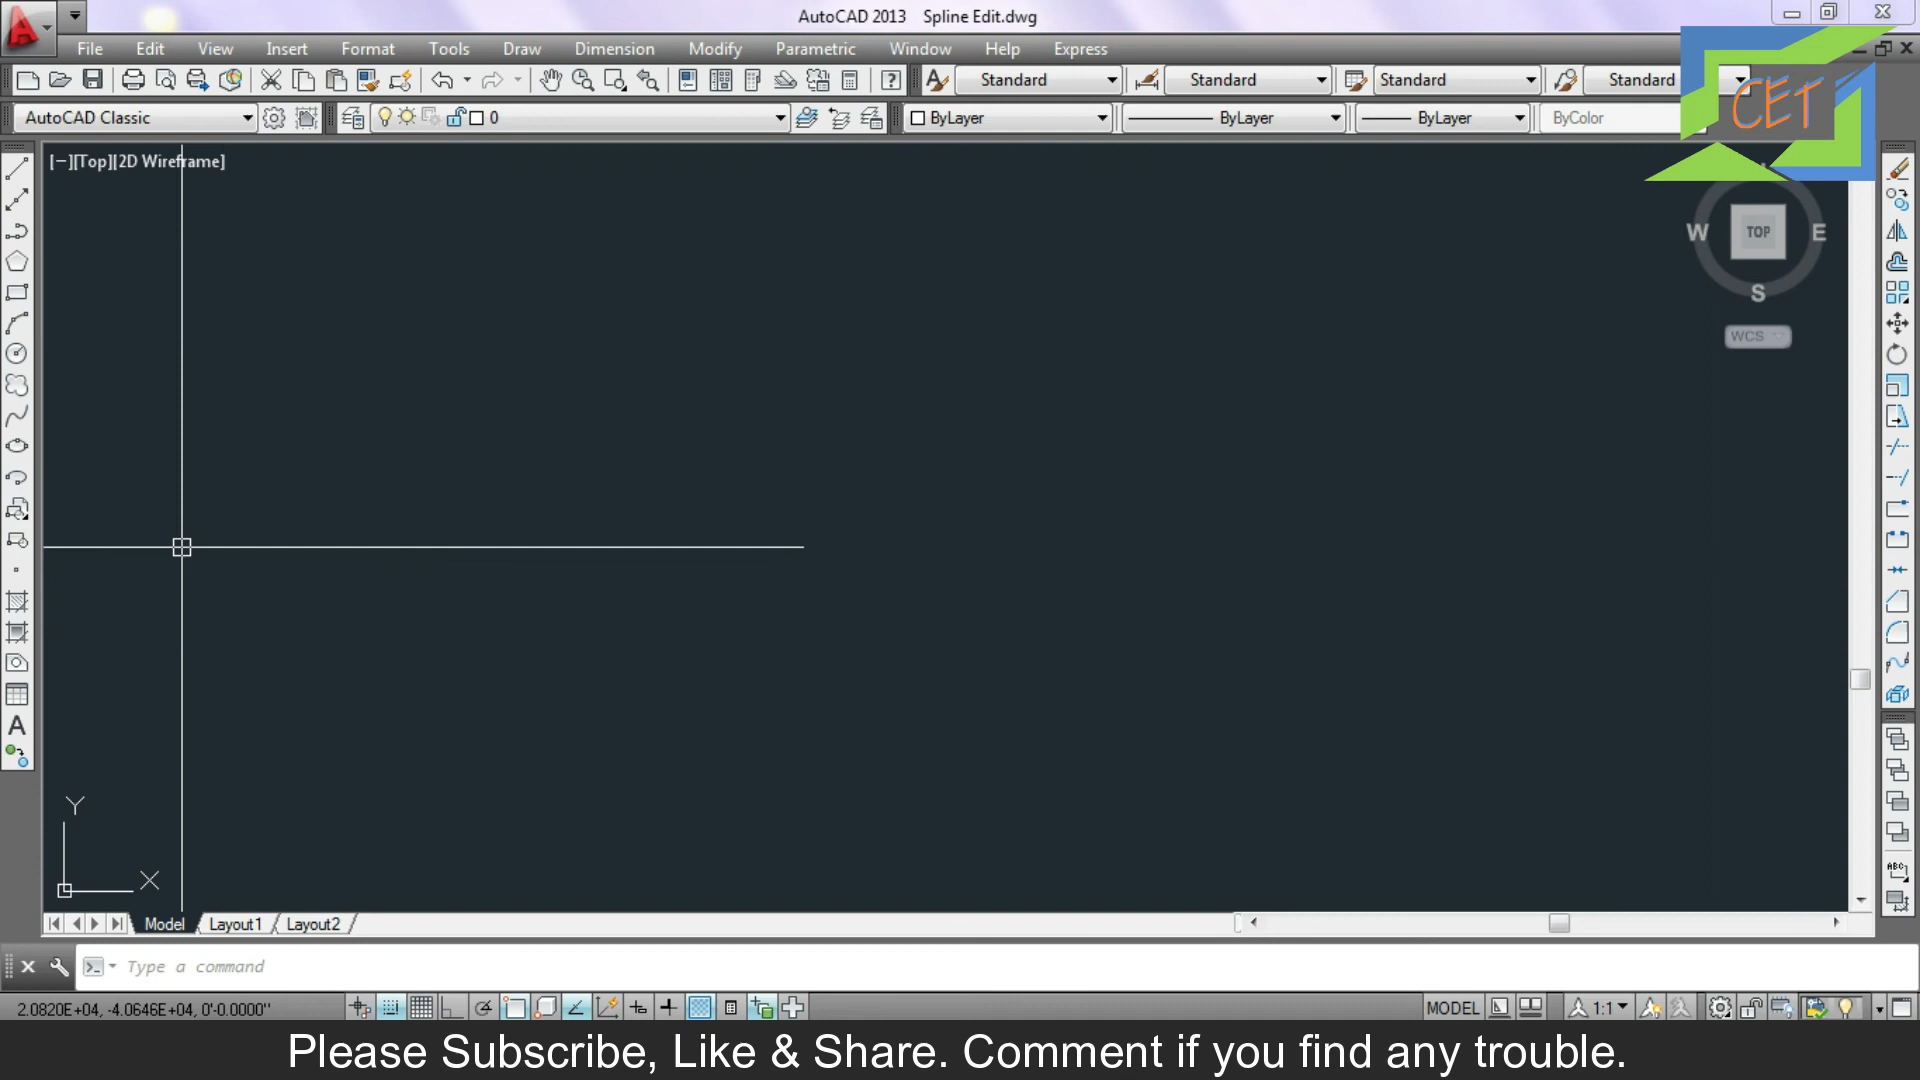 AutoCAD 2013 Spline Edit.dwg
File Edit View Insert Format Tools Draw Dimension Modify Parametric Window Help Express
Standard Standard Standard Standard
AutoCAD Classic 0 ByLayer ByLayer ByLayer ByColor
CET
[−][Top][2D Wireframe]
W TOP E
S
WCS
ABC
A
Y
X
Model Layout1 Layout2
Type a command
2.0820E+04, -4.0646E+04, 0'-0.0000" MODEL 1:1
Please Subscribe, Like & Share. Comment if you find any trouble.